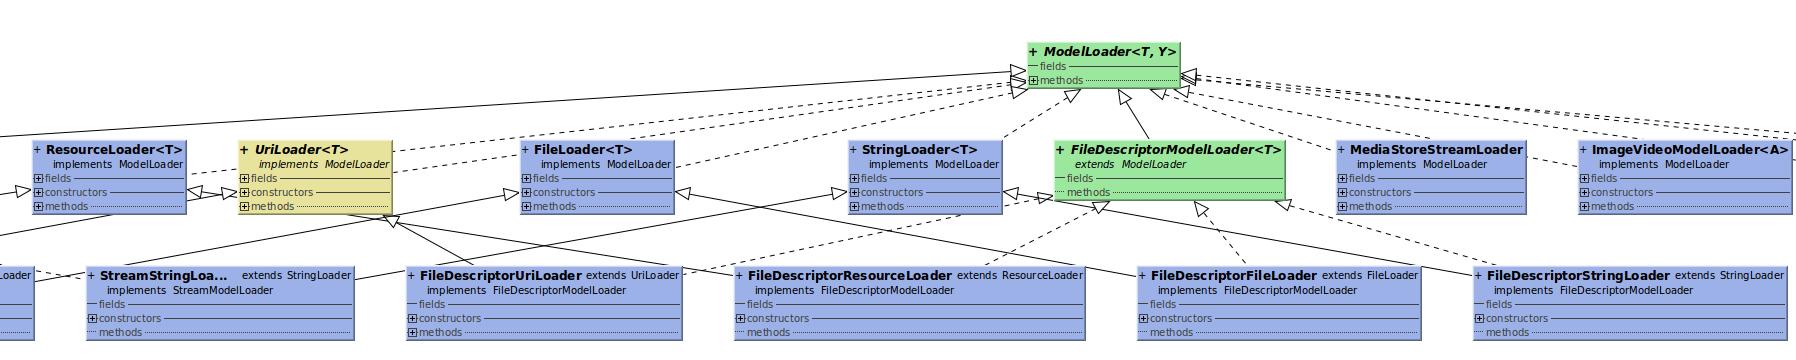 + ModelLoader<T, Y>
fields
methods
+ ResourceLoader<T>
implements ModelLoader
fields
constructors
methods
+ UriLoader<T>
implements ModelLoader
fields
constructors
methods
+ FileLoader<T>
implements ModelLoader
fields
constructors
methods
+ StringLoader<T>
implements ModelLoader
fields
constructors
methods
+ FileDescriptorModelLoader<T>
extends ModelLoader
fields
methods
+ MediaStoreStreamLoader
implements ModelLoader
fields
constructors
methods
+ ImageVideoModelLoader<A>
implements ModelLoader
fields
constructors
methods
Loader
+ StreamStringLoa... extends StringLoader
implements StreamModelLoader
fields
constructors
methods
+ FileDescriptorUriLoader extends UriLoader
implements FileDescriptorModelLoader
fields
constructors
methods
+ FileDescriptorResourceLoader extends ResourceLoader
implements FileDescriptorModelLoader
fields
constructors
methods
+ FileDescriptorFileLoader extends FileLoader
implements FileDescriptorModelLoader
fields
constructors
methods
+ FileDescriptorStringLoader extends StringLoader
implements FileDescriptorModelLoader
fields
constructors
methods